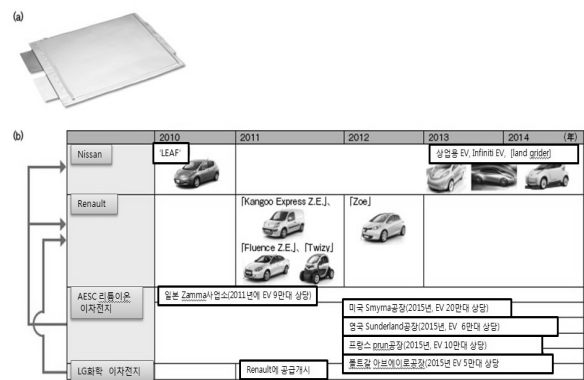 (a)
(b)
2010 2011 2012 2013 2014 (年)
Nissan
'LEAF'
상업용 EV, Infiniti EV, [land grider]
Renault
「Kangoo Express Z.E.」、
「Fluence Z.E.」、「Twizy」
「Zoe」
AESC 리튬이온
이차전지
일본 Zamma사업소(2011년에 EV 9만대 상당)
미국 Smyrna공장(2015년, EV 20만대 상당)
영국 Sunderland공장(2015년, EV 6만대 상당)
프랑스 prun공장(2015년, EV 10만대 상당)
폴트갈 아브에이로공장(2015년 EV 5만대 상당
LG화학 이차전지
Renault에 공급개시